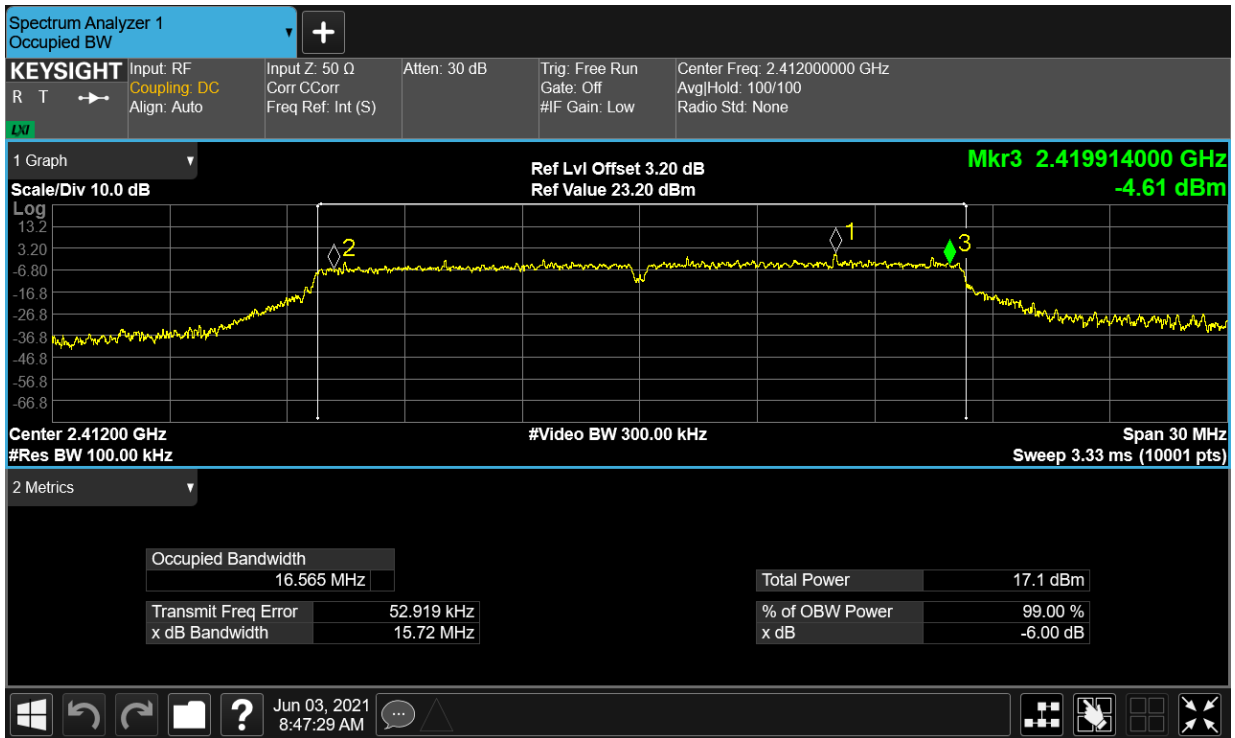 Spectrum Analyzer 1
Occupied BW
KEYSIGHT
R T
LXI
Input: RF
Coupling: DC
Align: Auto
Input Z: 50 Ω
Corr CCorr
Freq Ref: Int (S)
Atten: 30 dB
Trig: Free Run
Gate: Off
#IF Gain: Low
Center Freq: 2.412000000 GHz
Avg|Hold: 100/100
Radio Std: None
1 Graph
Scale/Div 10.0 dB
Ref Lvl Offset 3.20 dB
Ref Value 23.20 dBm
Mkr3 2.419914000 GHz
-4.61 dBm
Log
13.2
3.20
-6.80
-16.8
-26.8
-36.8
-46.8
-56.8
-66.8
2
1
3
Center 2.41200 GHz
#Video BW 300.00 kHz
Span 30 MHz
#Res BW 100.00 kHz
Sweep 3.33 ms (10001 pts)
2 Metrics
Occupied Bandwidth
16.565 MHz
Transmit Freq Error 52.919 kHz
x dB Bandwidth 15.72 MHz
Total Power 17.1 dBm
% of OBW Power 99.00 %
x dB -6.00 dB
?
Jun 03, 2021
8:47:29 AM